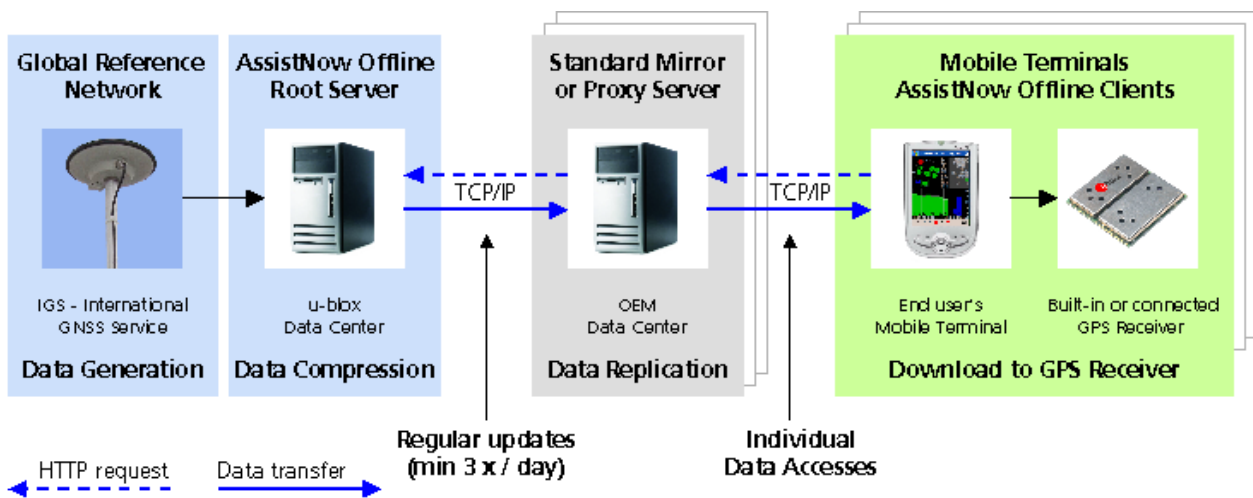 Global Reference
Network
IGS - International
GNSS Service
Data Generation
AssistNow Offline
Root Server
u-blox
Data Center
Data Compression
TCP/IP
Regular updates
(min 3 x / day)
Standard Mirror
or Proxy Server
OEM
Data Center
Data Replication
TCP/IP
Individual
Data Accesses
Mobile Terminals
AssistNow Offline Clients
End user's
Mobile Terminal
Built-in or connected
GPS Receiver
Download to GPS Receiver
HTTP request
Data transfer